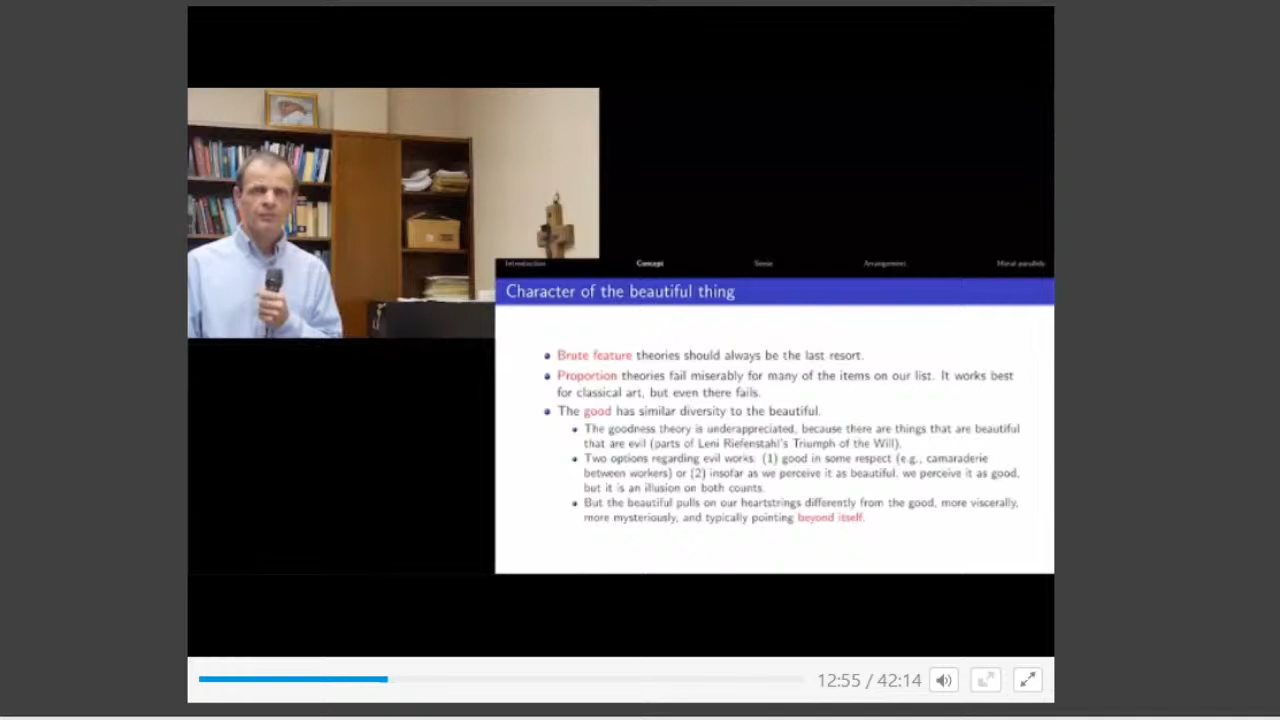 Introduction Concept Sense Arrangement Moral parallels
Character of the beautiful thing
Brute feature theories should always be the last resort.
Proportion theories fail miserably for many of the items on our list. It works best
for classical art, but even there fails.
The good has similar diversity to the beautiful.
The goodness theory is underappreciated, because there are things that are beautiful
that are evil (parts of Leni Riefenstahl's Triumph of the Will).
Two options regarding evil works: (1) good in some respect (e.g., camaraderie
between workers) or (2) insofar as we perceive it as beautiful, we perceive it as good,
but it is an illusion on both counts.
But the beautiful pulls on our heartstrings differently from the good, more viscerally,
more mysteriously, and typically pointing beyond itself.
12:55 / 42:14